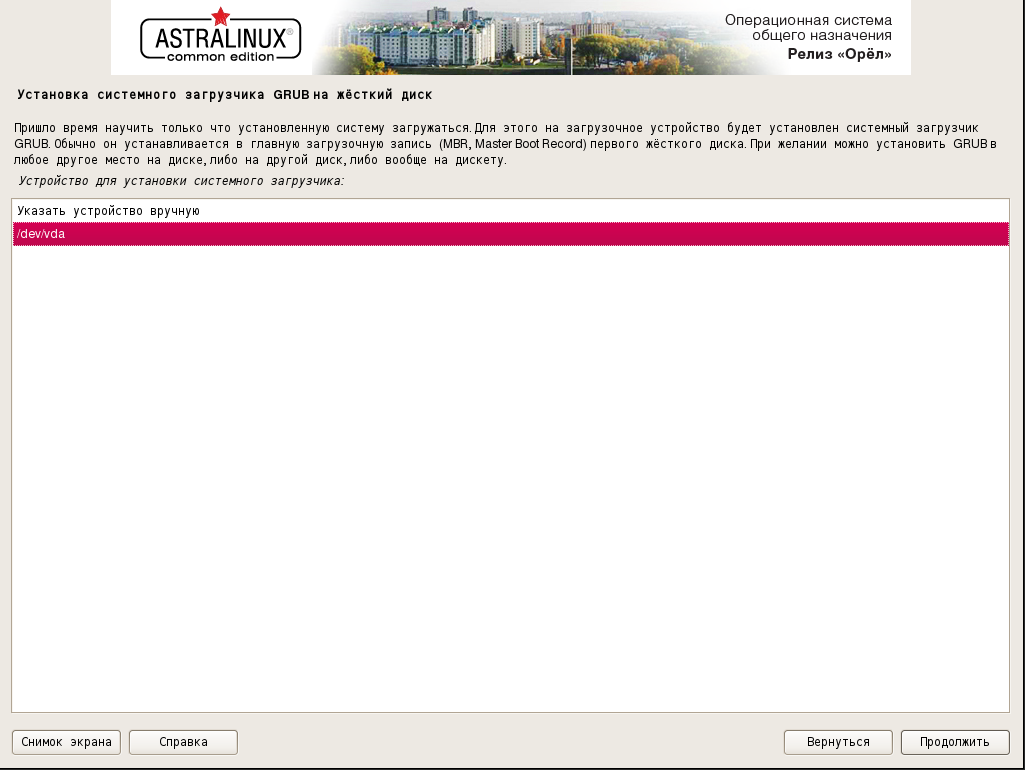 ASTRALINUX®
common edition
Операционная система
общего назначения
Релиз «Орёл»
Установка системного загрузчика GRUB на жёсткий диск
Пришло время научить только что установленную систему загружаться. Для этого на загрузочное устройство будет установлен системный загрузчик
GRUB. Обычно он устанавливается в главную загрузочную запись (MBR, Master Boot Record) первого жёсткого диска. При желании можно установить GRUB в
любое другое место на диске, либо на другой диск, либо вообще на дискету.
Устройство для установки системного загрузчика:
Указать устройство вручную
/dev/vda
Снимок экрана
Справка
Вернуться
Продолжить